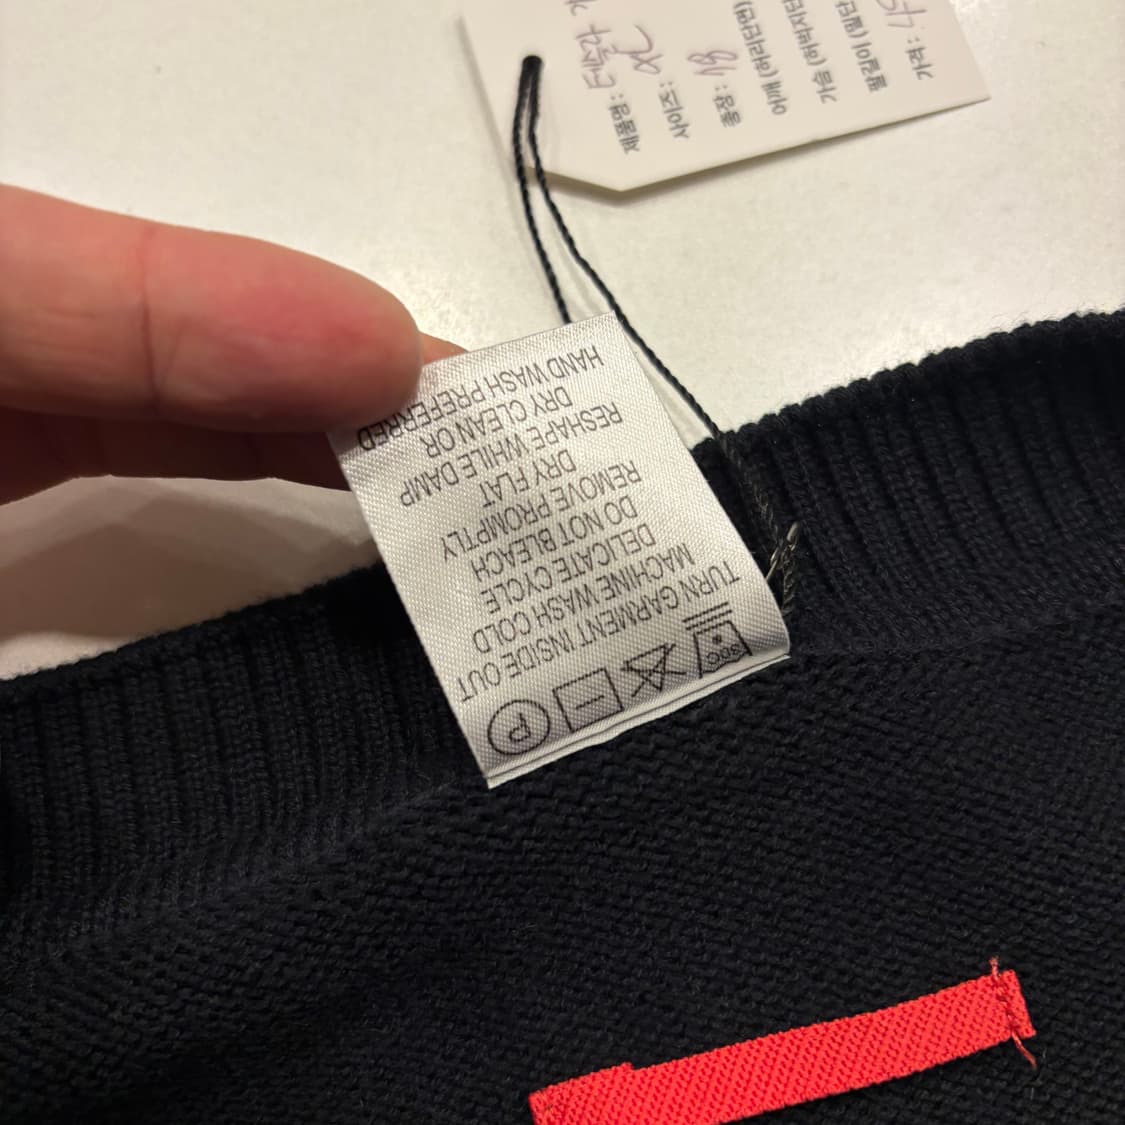 제품명 :
사이즈 : XL
총장 :
어깨
가슴
팔길이
30C P
TURN GARMENT INSIDE OUT
MACHINE WASH COLD
DELICATE CYCLE
DO NOT BLEACH
REMOVE PROMPTLY
DRY FLAT
RESHAPE WHILE DAMP
DRY CLEAN OR
HAND WASH PREFERRED